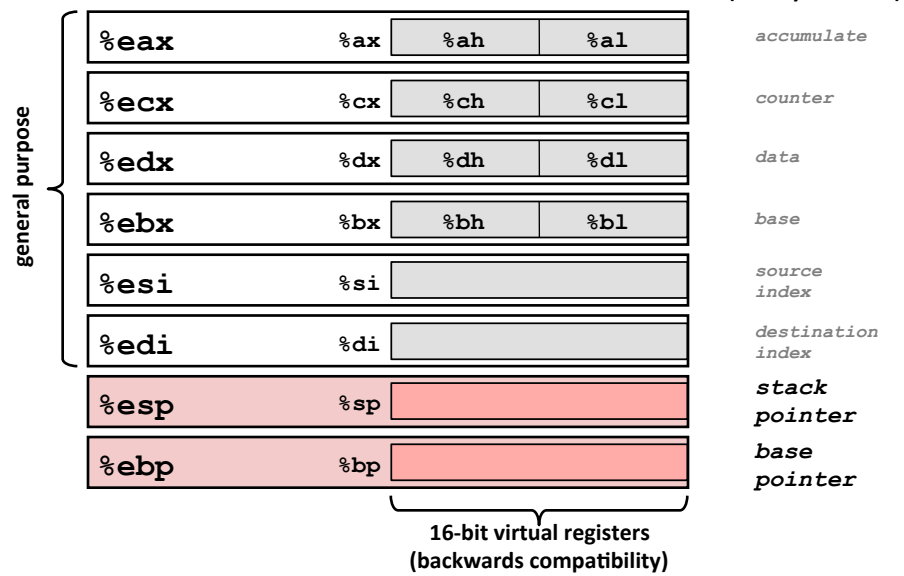 %eax %ax %ah %al accumulate
%ecx %cx %ch %cl counter
%edx %dx %dh %dl data
%ebx %bx %bh %bl base
%esi %si source
index
%edi %di destination
index
%esp %sp stack
pointer
%ebp %bp base
pointer
general purpose
16-bit virtual registers
(backwards compatibility)